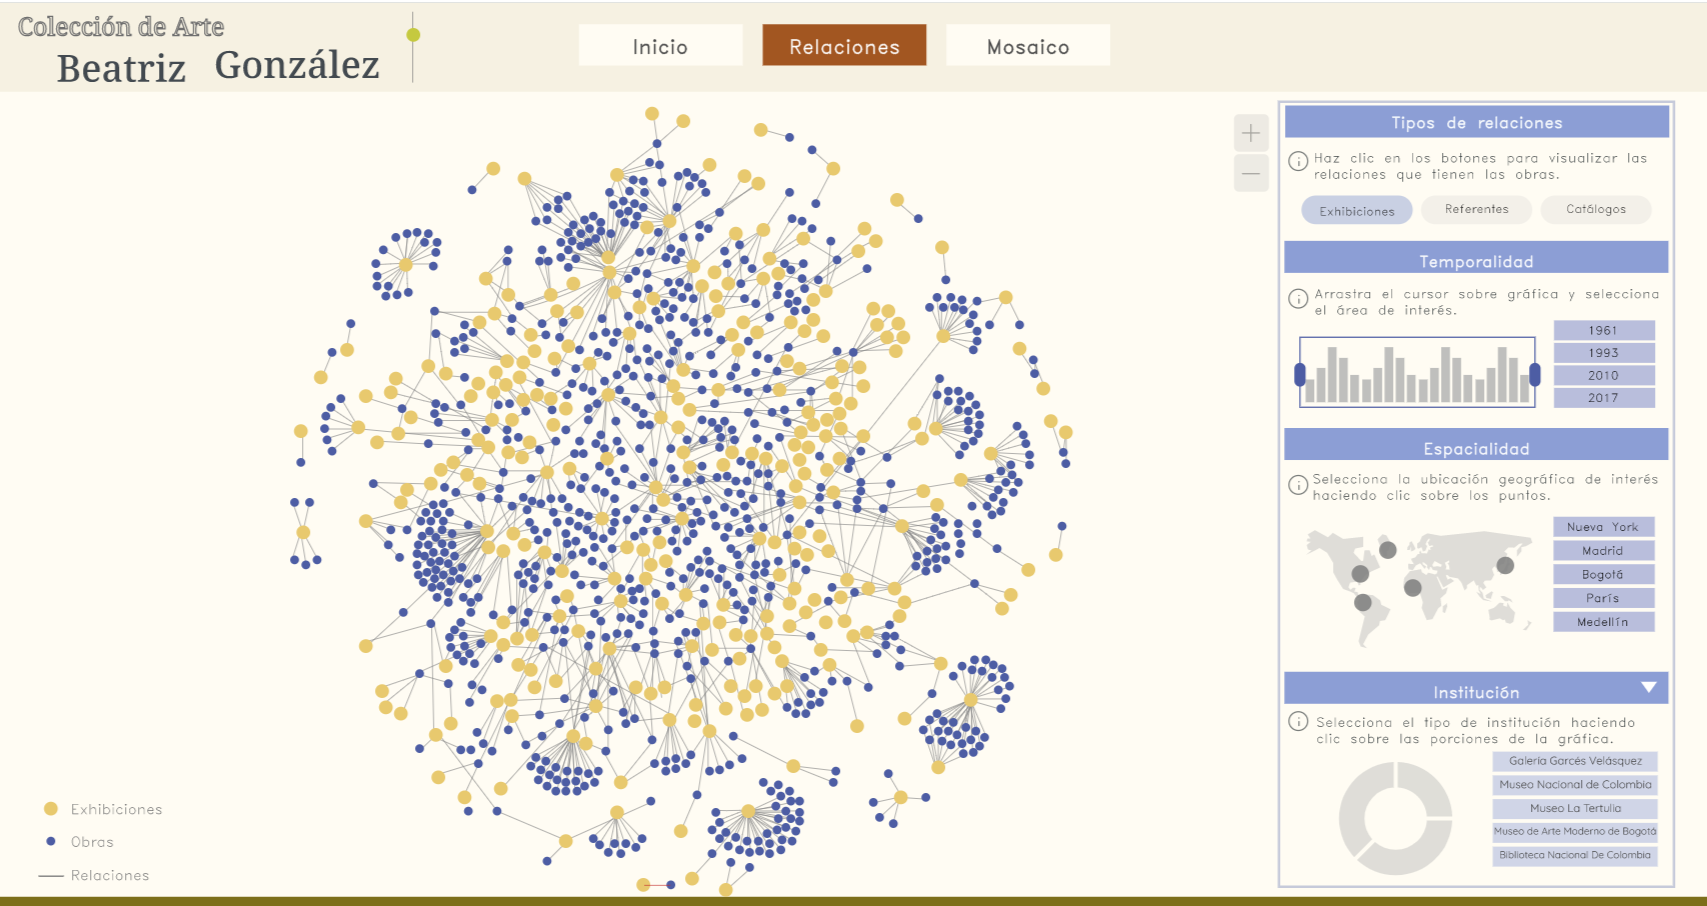 Colección de Arte
Beatriz González
Inicio
Relaciones
Mosaico
Tipos de relaciones
Haz clic en los botones para visualizar las
relaciones que tienen las obras.
Exhibiciones
Referentes
Catálogos
Temporalidad
Arrastra el cursor sobre gráfica y selecciona
el área de interés.
1961
1993
2010
2017
Espacialidad
Selecciona la ubicación geográfica de interés
haciendo clic sobre los puntos.
Nueva York
Madrid
Bogotá
París
Medellín
Institución
Selecciona el tipo de institución haciendo
clic sobre las porciones de la gráfica.
Galería Garcés Velásquez
Museo Nacional de Colombia
Museo La Tertulia
Museo de Arte Moderno de Bogotá
Biblioteca Nacional De Colombia
Exhibiciones
Obras
Relaciones